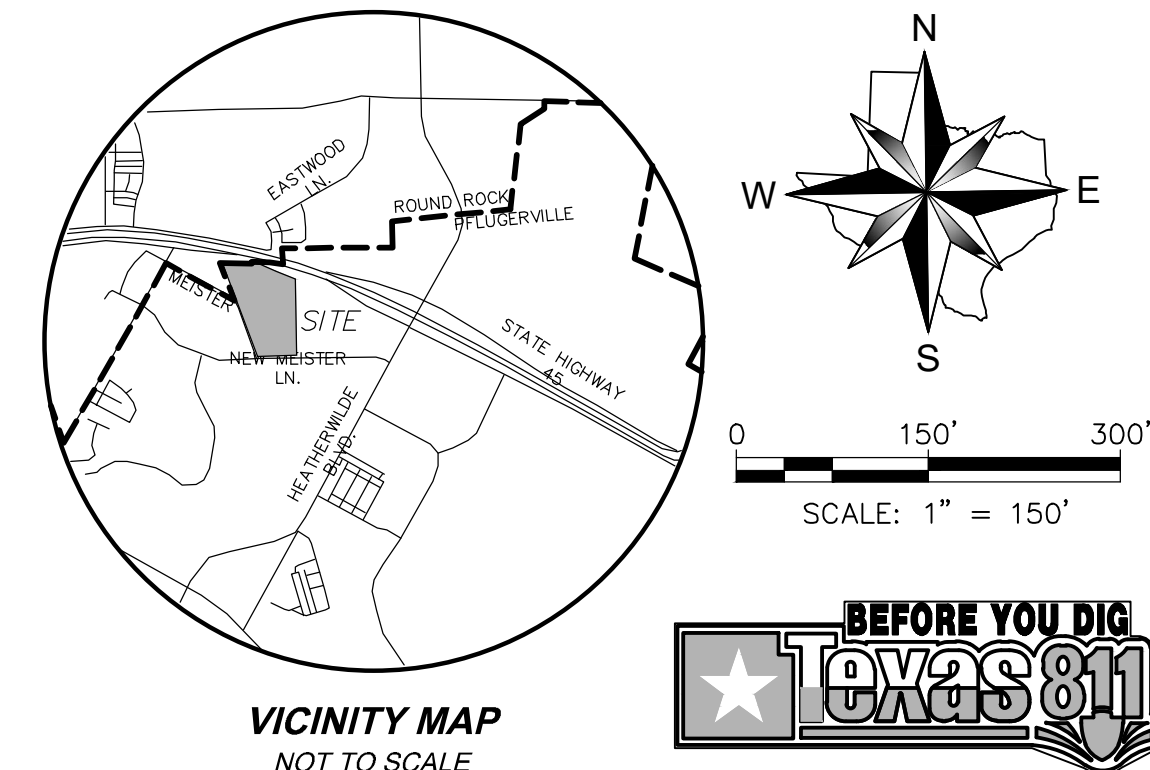 N
W
E
S
EASTWOOD
LN.
ROUND ROCK
PFLUGERVILLE
MEISTER
SITE
NEW MEISTER
LN.
STATE HIGHWAY
45
HEATHERWILDE
BLVD.
0 150' 300'
SCALE: 1" = 150'
VICINITY MAP
NOT TO SCALE
BEFORE YOU DIG
Texas 811